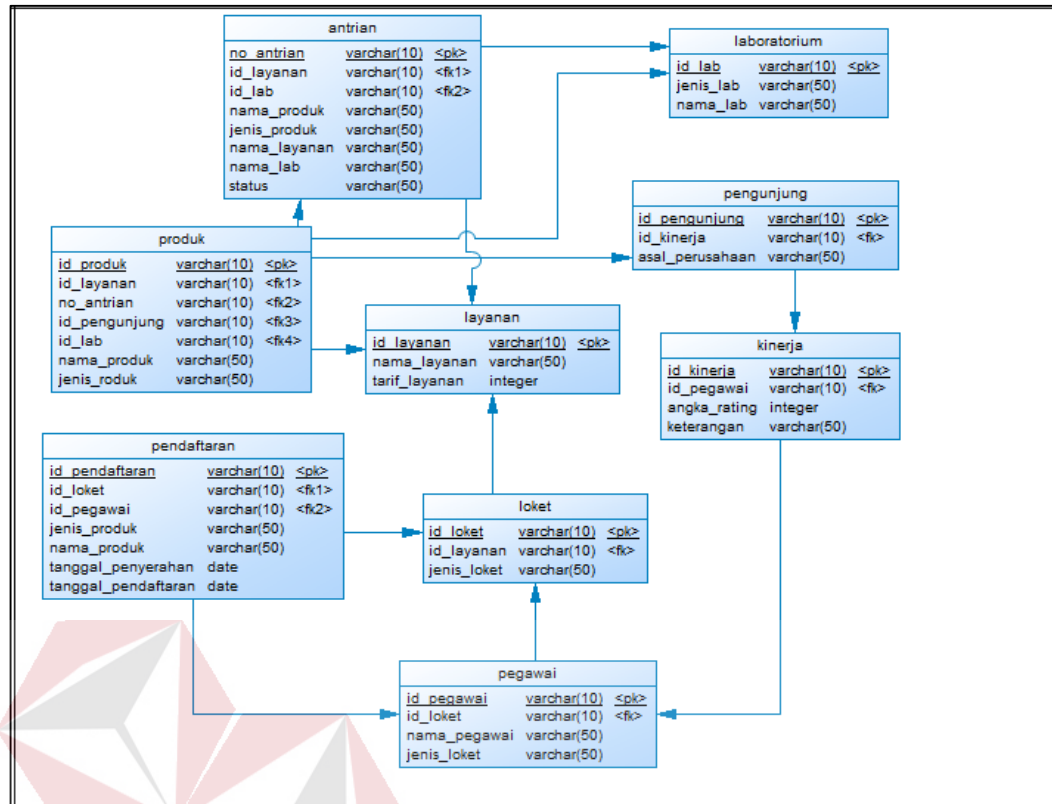 antrian
no_antrian varchar(10) <pk>
id_layanan varchar(10) <fk1>
id_lab varchar(10) <fk2>
nama_produk varchar(50)
jenis_produk varchar(50)
nama_layanan varchar(50)
nama_lab varchar(50)
status varchar(50)
laboratorium
id_lab varchar(10) <pk>
jenis_lab varchar(50)
nama_lab varchar(50)
pengunjung
id_pengunjung varchar(10) <pk>
id_kinerja varchar(10) <fk>
asal_perusahaan varchar(50)
produk
id_produk varchar(10) <pk>
id_layanan varchar(10) <fk1>
no_antrian varchar(10) <fk2>
id_pengunjung varchar(10) <fk3>
id_lab varchar(10) <fk4>
nama_produk varchar(50)
jenis_roduk varchar(50)
layanan
id_layanan varchar(10) <pk>
nama_layanan varchar(50)
tarif_layanan integer
kinerja
id_kinerja varchar(10) <pk>
id_pegawai varchar(10) <fk>
angka_rating integer
keterangan varchar(50)
pendaftaran
id_pendaftaran varchar(10) <pk>
id_loket varchar(10) <fk1>
id_pegawai varchar(10) <fk2>
jenis_produk varchar(50)
nama_produk varchar(50)
tanggal_penyerahan date
tanggal_pendaftaran date
loket
id_loket varchar(10) <pk>
id_layanan varchar(10) <fk>
jenis_loket varchar(50)
pegawai
id_pegawai varchar(10) <pk>
id_loket varchar(10) <fk>
nama_pegawai varchar(50)
jenis_loket varchar(50)